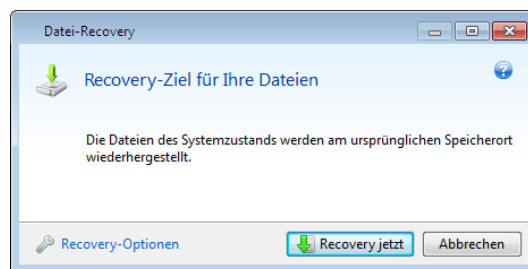 Datei-Recovery
Recovery-Ziel für Ihre Dateien
Die Dateien des Systemzustands werden am ursprünglichen Speicherort
wiederhergestellt.
Recovery-Optionen
Recovery jetzt
Abbrechen